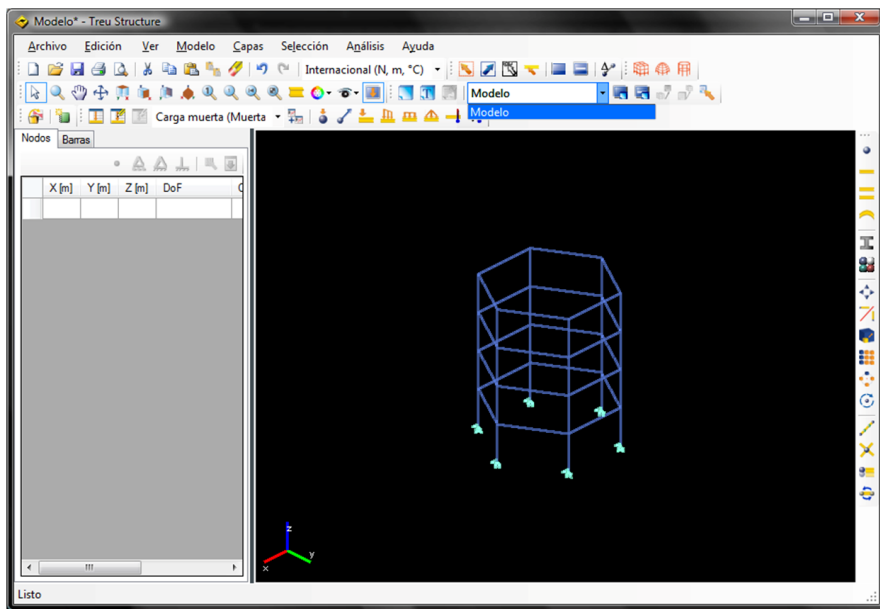 Modelo* - Treu Structure
Archivo Edición Ver Modelo Capas Selección Análisis Ayuda
Internacional (N, m, °C)
Modelo
Modelo
Carga muerta (Muerta
Nodos Barras
X [m] Y [m] Z [m] DoF
z
y
x
Listo